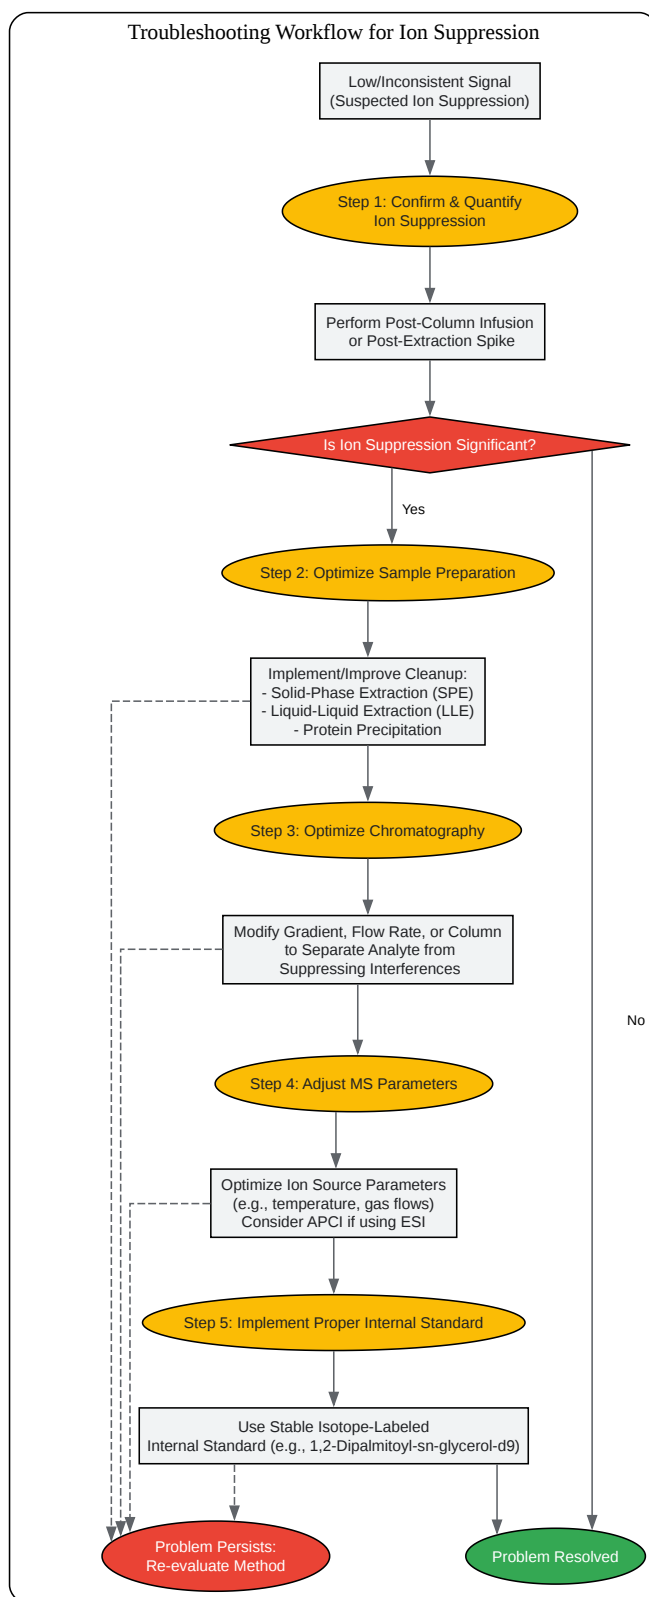 Troubleshooting Workflow for Ion Suppression
Low/Inconsistent Signal
(Suspected Ion Suppression)
Step 1: Confirm & Quantify
Ion Suppression
Perform Post-Column Infusion
or Post-Extraction Spike
Is Ion Suppression Significant?
Yes
Step 2: Optimize Sample Preparation
Implement/Improve Cleanup:
- Solid-Phase Extraction (SPE)
- Liquid-Liquid Extraction (LLE)
- Protein Precipitation
Step 3: Optimize Chromatography
Modify Gradient, Flow Rate, or Column
to Separate Analyte from
Suppressing Interferences
No
Step 4: Adjust MS Parameters
Optimize Ion Source Parameters
(e.g., temperature, gas flows)
Consider APCI if using ESI
Step 5: Implement Proper Internal Standard
Use Stable Isotope-Labeled
Internal Standard (e.g., 1,2-Dipalmitoyl-sn-glycerol-d9)
Problem Persists:
Re-evaluate Method
Problem Resolved